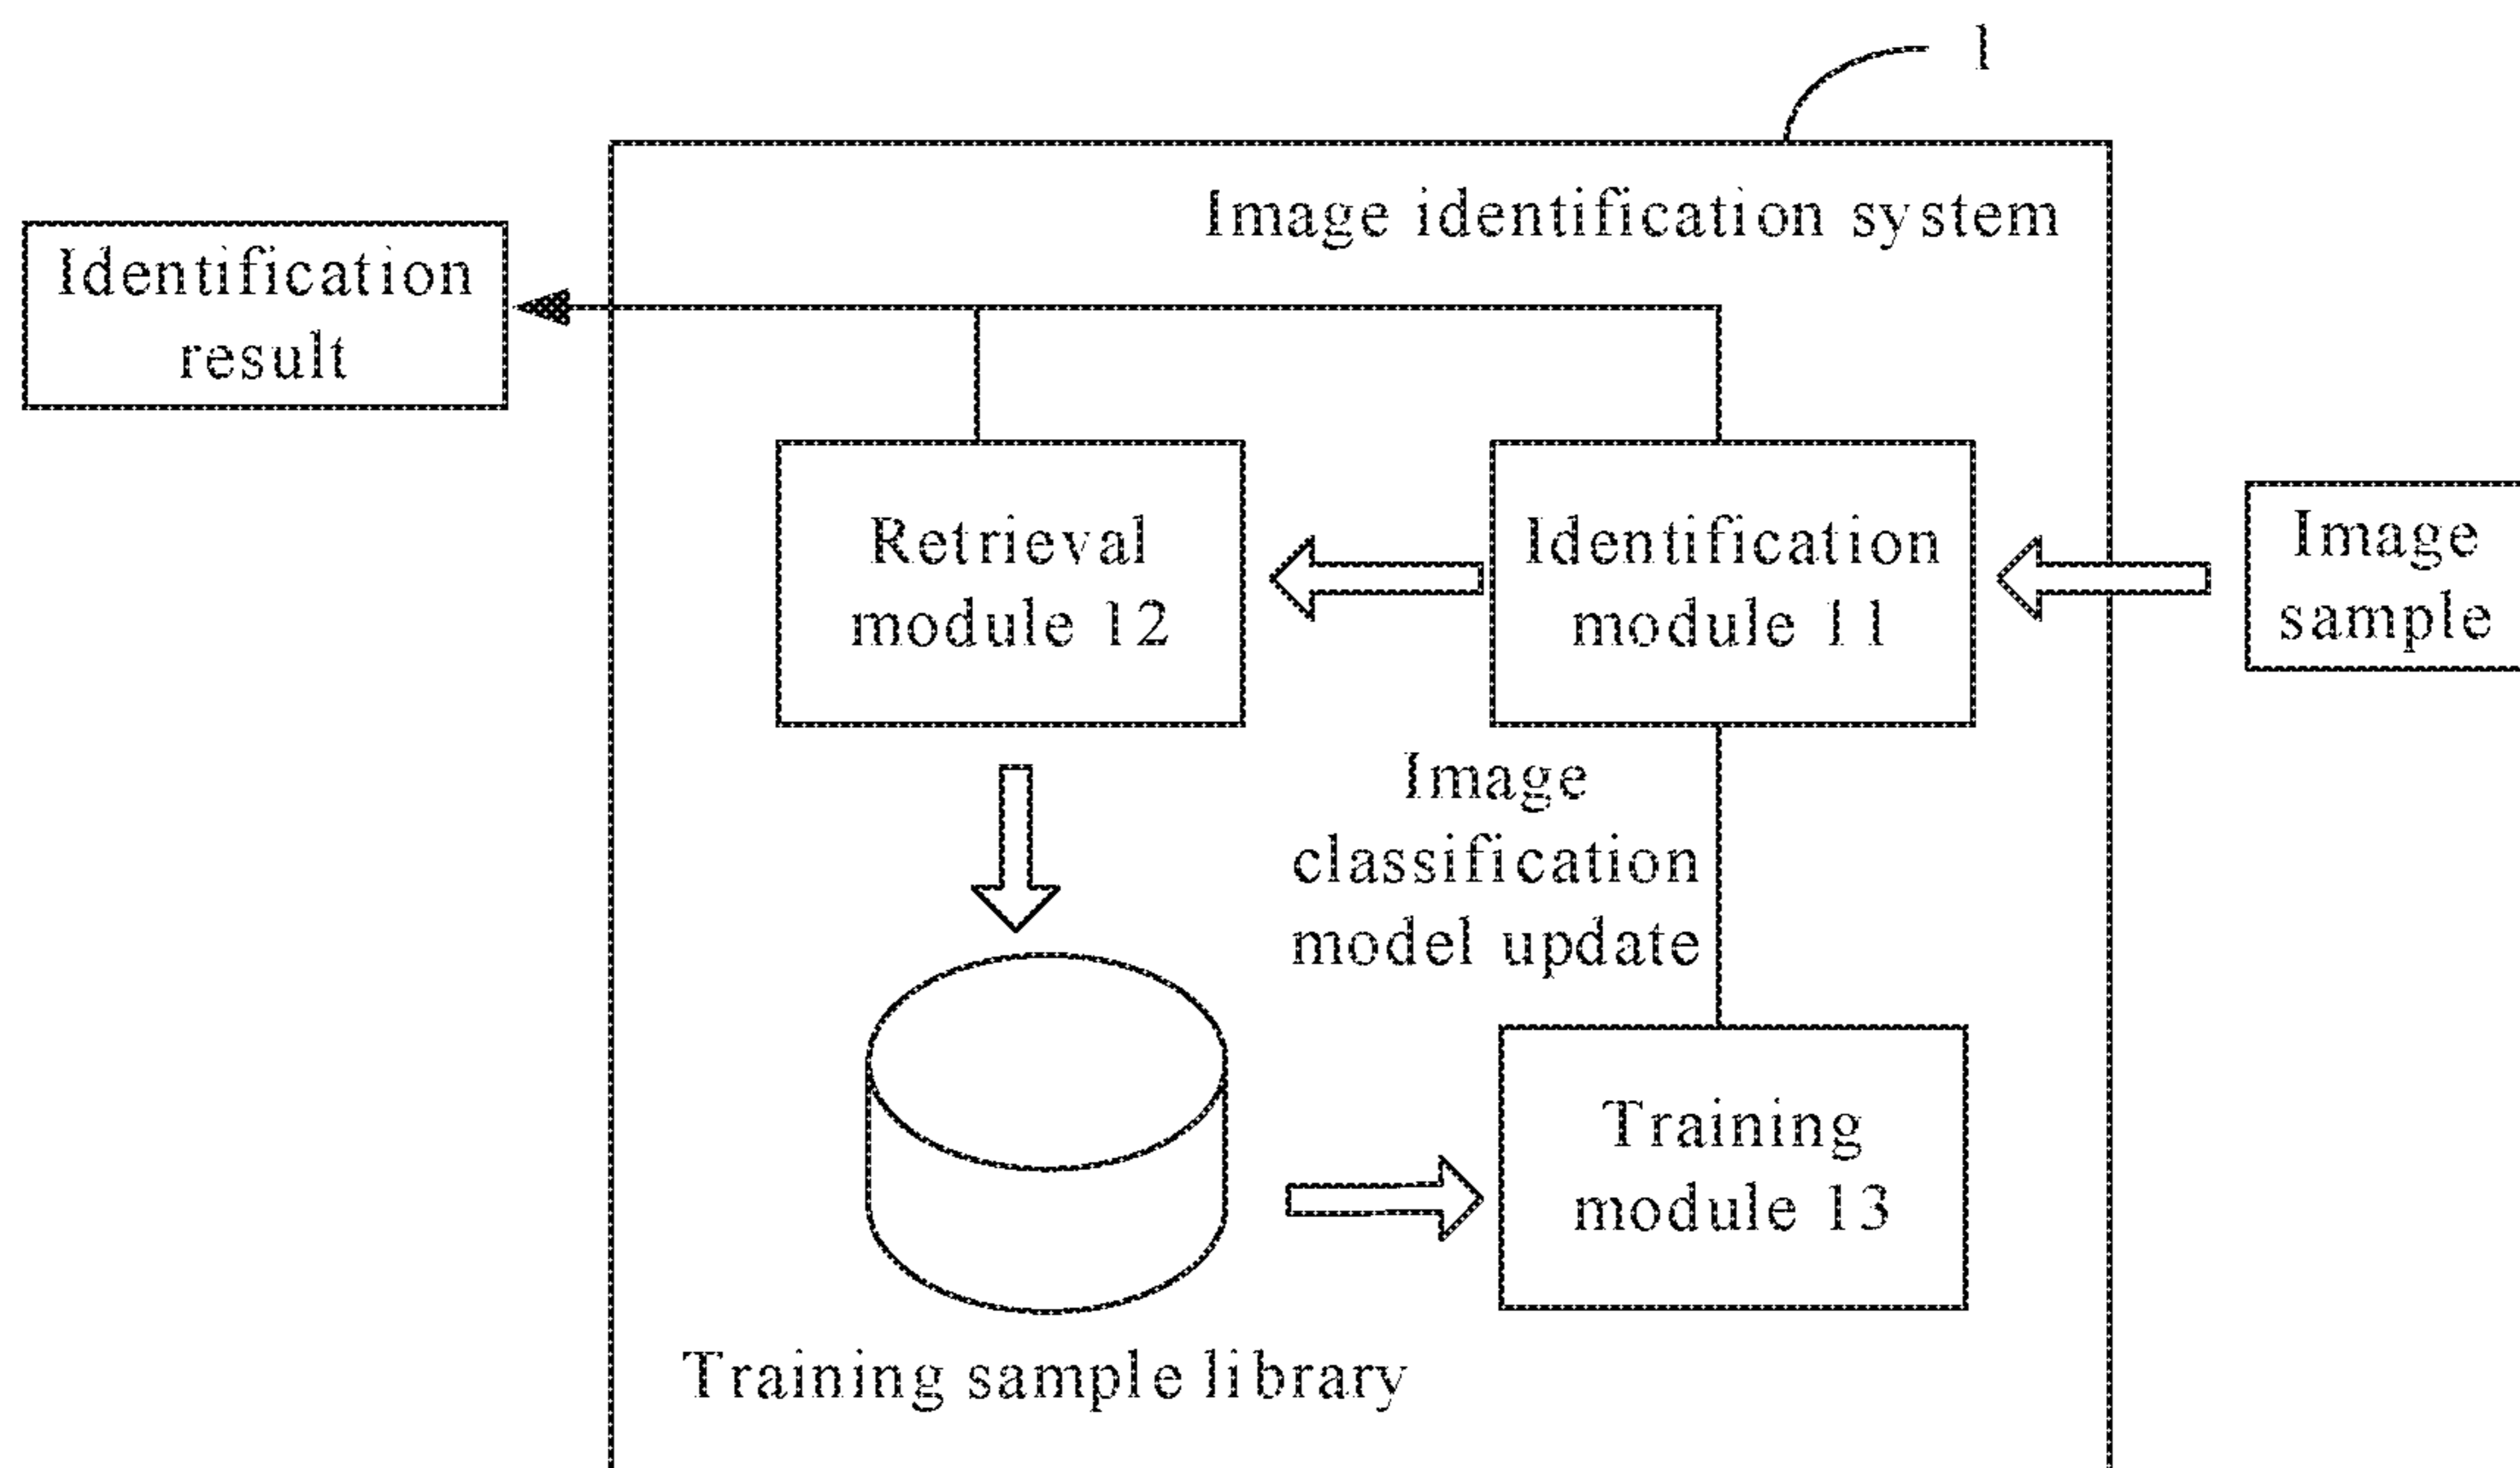 1
Image identification system
Identification
result
Retrieval
module 12
Identification
module 11
Image
sample
Image
classification
model update
Training
module 13
Training sample library